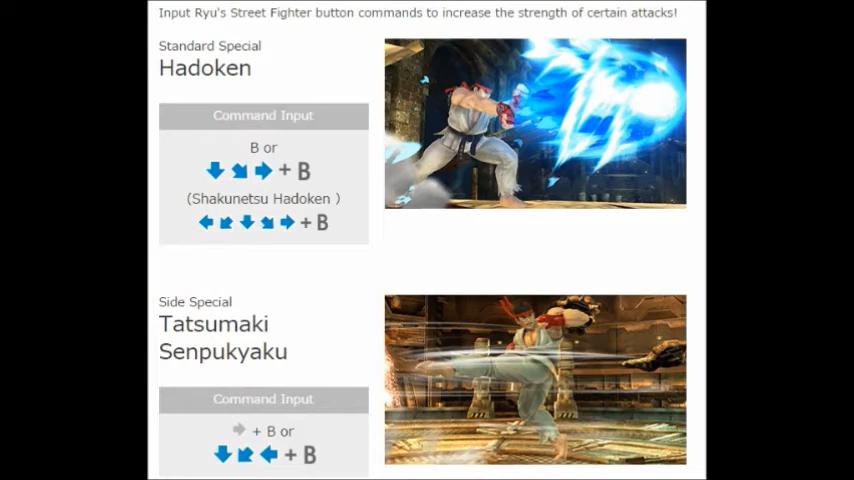 Input Ryu's Street Fighter button commands to increase the strength of certain attacks!
Standard Special
Hadoken
Command Input
B or
+ B
(Shakunetsu Hadoken )
+ B
Side Special
Tatsumaki
Senpukyaku
Command Input
+ B or
+ B